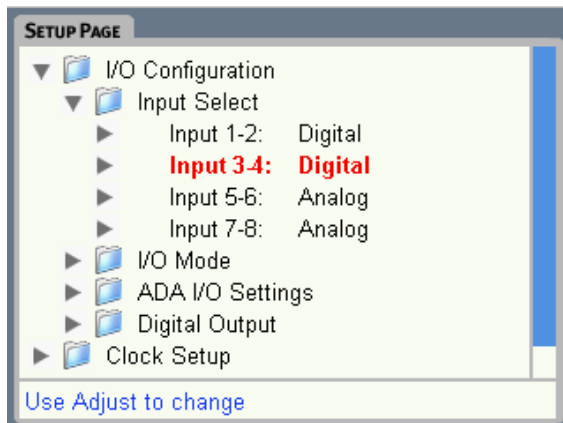 SETUP PAGE
I/O Configuration
Input Select
Input 1-2: Digital
Input 3-4: Digital
Input 5-6: Analog
Input 7-8: Analog
I/O Mode
ADA I/O Settings
Digital Output
Clock Setup
Use Adjust to change